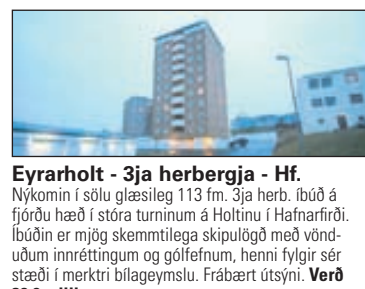 Eyrarholt - 3ja herbergja - Hf.
Nýkomin í sölu glæsileg 113 fm. 3ja herb. íbúð á
fjórðu hæð í stóra turninum á Holtinu í Hafnarfirði.
Íbúðin er mjög skemmtilega skipulögð með vönd-
uðum innréttingum og gólfefnum, henni fylgir sér
stæði í merktri bílageymslu. Frábært útsýni. Verð